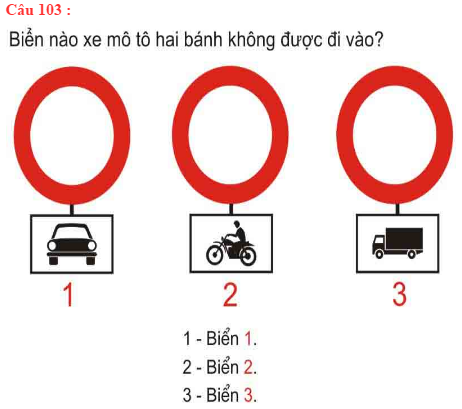 Câu 103 :
Biển nào xe mô tô hai bánh không được đi vào?
1 2 3
1 - Biển 1.
2 - Biển 2.
3 - Biển 3.